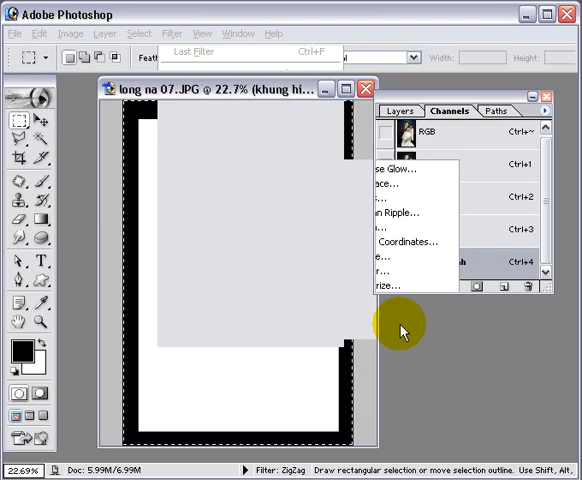 Adobe Photoshop
File Edit Image Layer Select Filter View Window Help
Last Filter Ctrl+F
Feath al Width: Height:
long na 07..JPG @ 22.7% (khung hi...
Layers Channels Paths
RGB Ctrl+~
Ctrl+1
se Glow...
ace...
Ctrl+2
s...
n Ripple...
Ctrl+3
Coordinates...
e... h Ctrl+4
r...
rize...
T
22.69% Doc: 5.99M/6.99M Filter: ZigZag Draw rectangular selection or move selection outline. Use Shift, Alt,